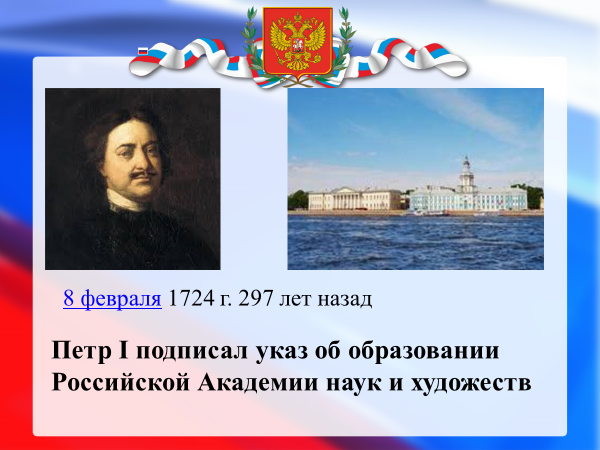 8 февраля 1724 г. 297 лет назад
Петр I подписал указ об образовании
Российской Академии наук и художеств